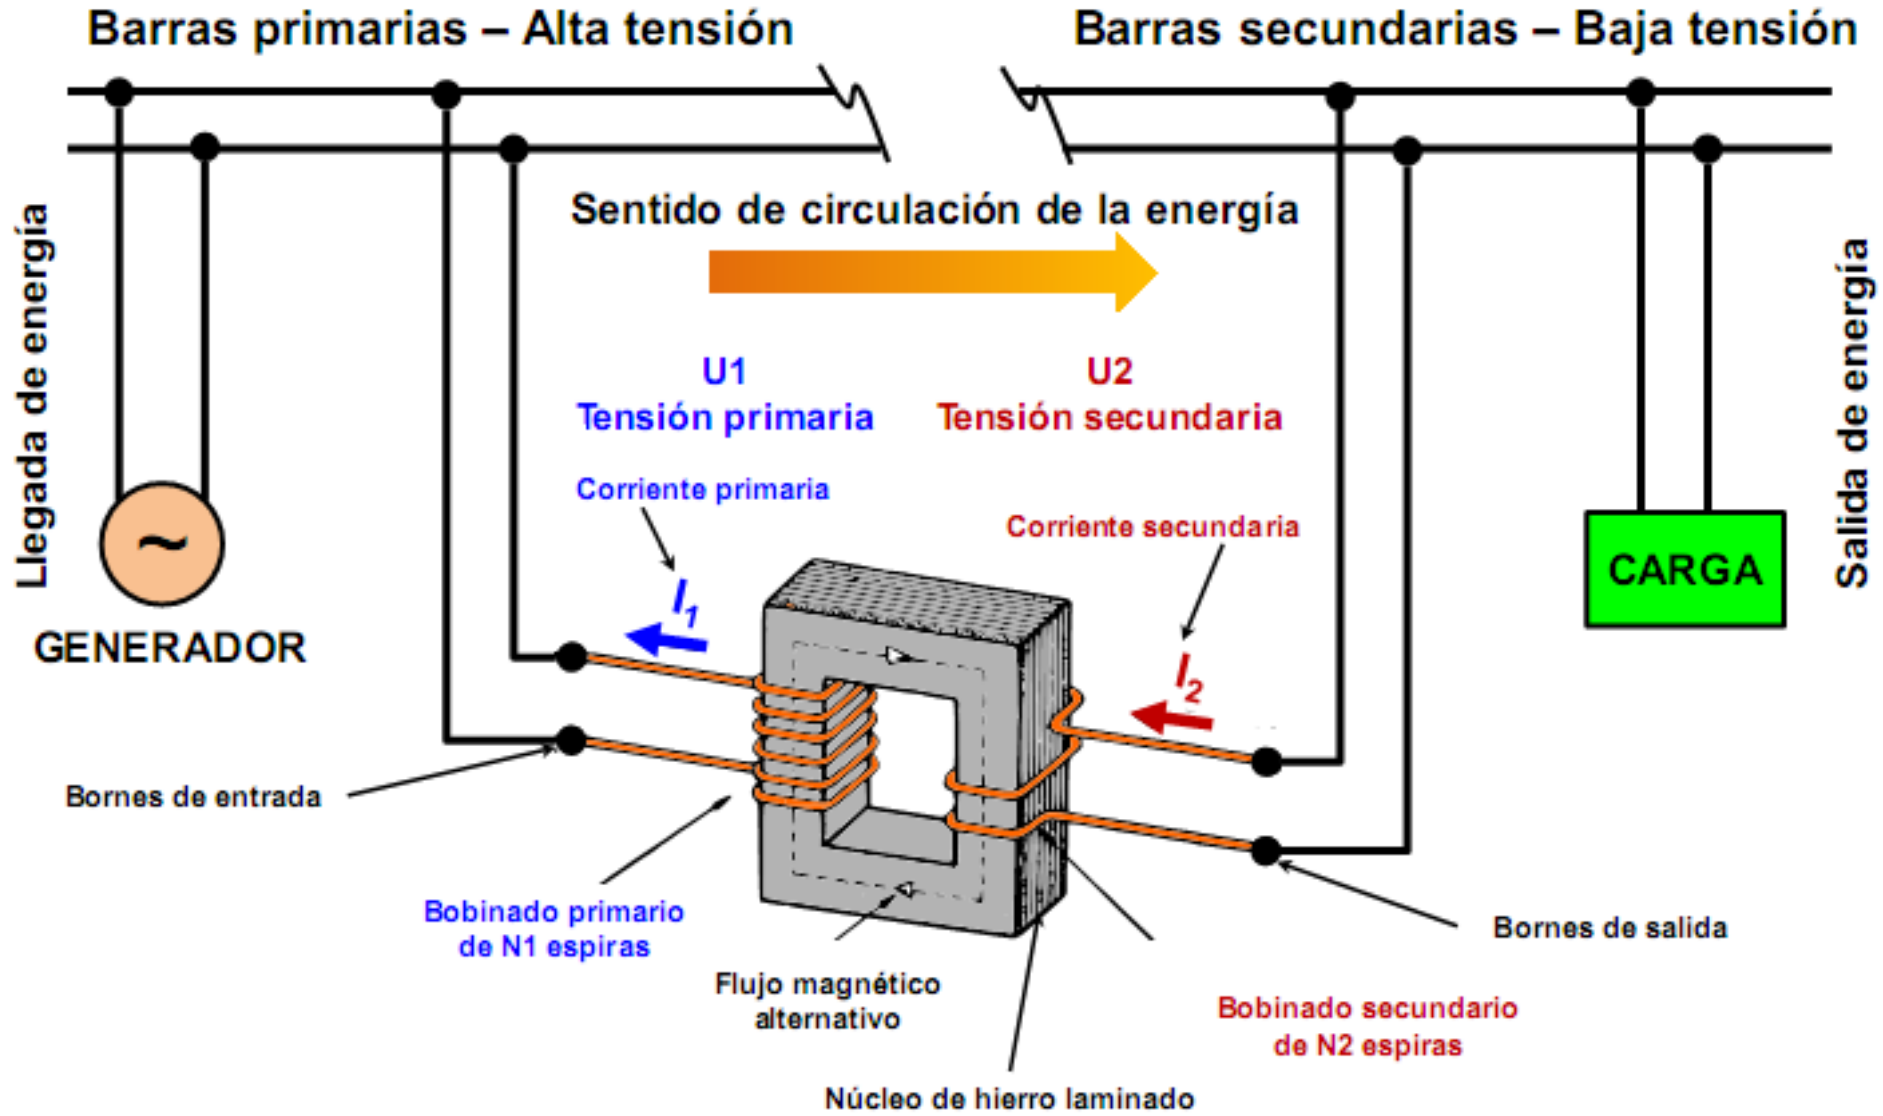 Barras primarias – Alta tensión
Barras secundarias – Baja tensión
Llegada de energía
Sentido de circulación de la energía
Salida de energía
U1
Tensión primaria
U2
Tensión secundaria
Corriente primaria
Corriente secundaria
~
CARGA
I1
GENERADOR
I2
Bornes de entrada
Bobinado primario
de N1 espiras
Bornes de salida
Flujo magnético
alternativo
Bobinado secundario
de N2 espiras
Núcleo de hierro laminado